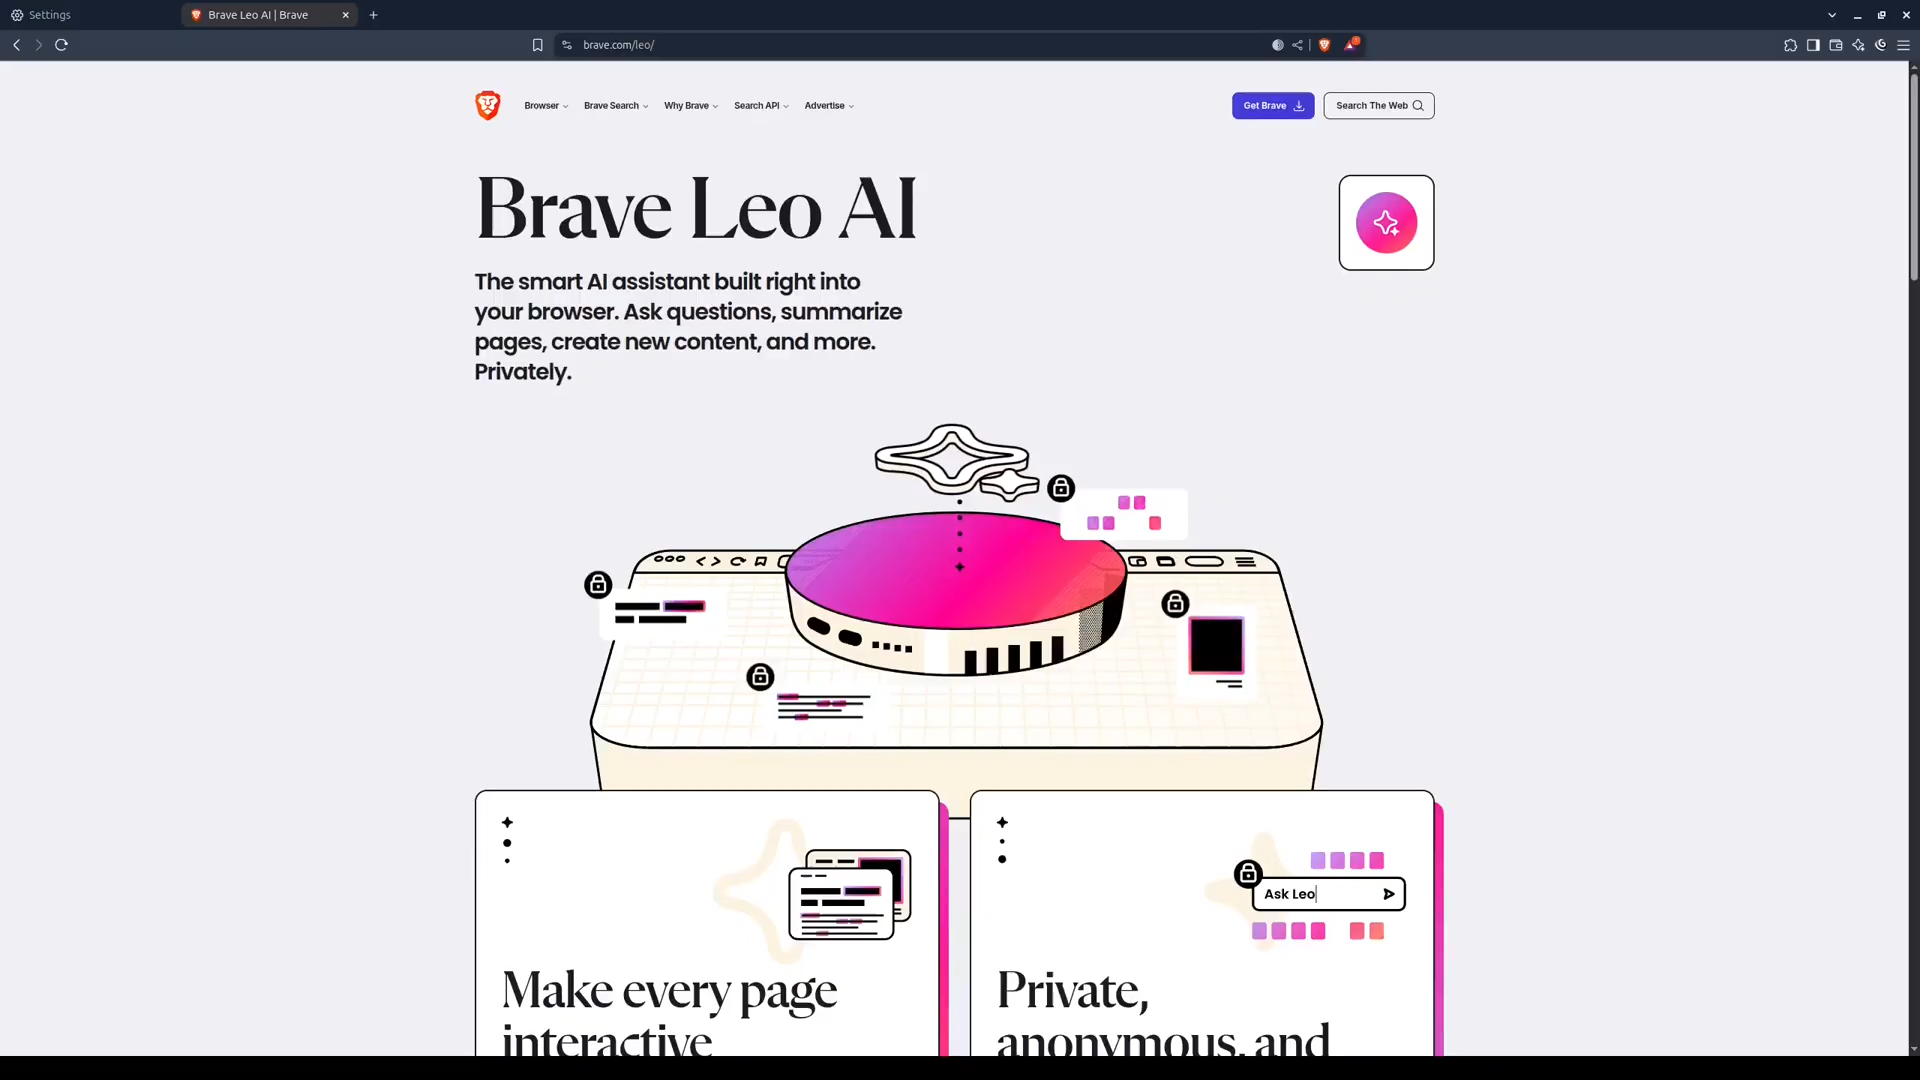 Settings
Brave Leo AI | Brave
brave.com/leo/
Browser
Brave Search
Why Brave
Search API
Advertise
Get Brave
Search The Web
Brave Leo AI
The smart AI assistant built right into
your browser. Ask questions, summarize
pages, create new content, and more.
Privately.
Ask Leo
Make every page
interactive
Private,
anonymous, and